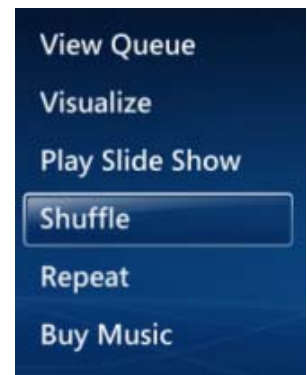 View Queue
Visualize
Play Slide Show
Shuffle
Repeat
Buy Music